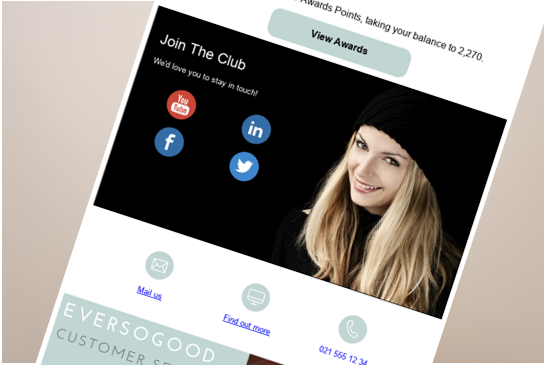 Awards Points, taking your balance to 2,270.
View Awards
Join The Club
We'd love you to stay in touch!
You
Tube
in
f
Mail us
Find out more
021 555 12 34
EVERSOGOOD
CUSTOMER